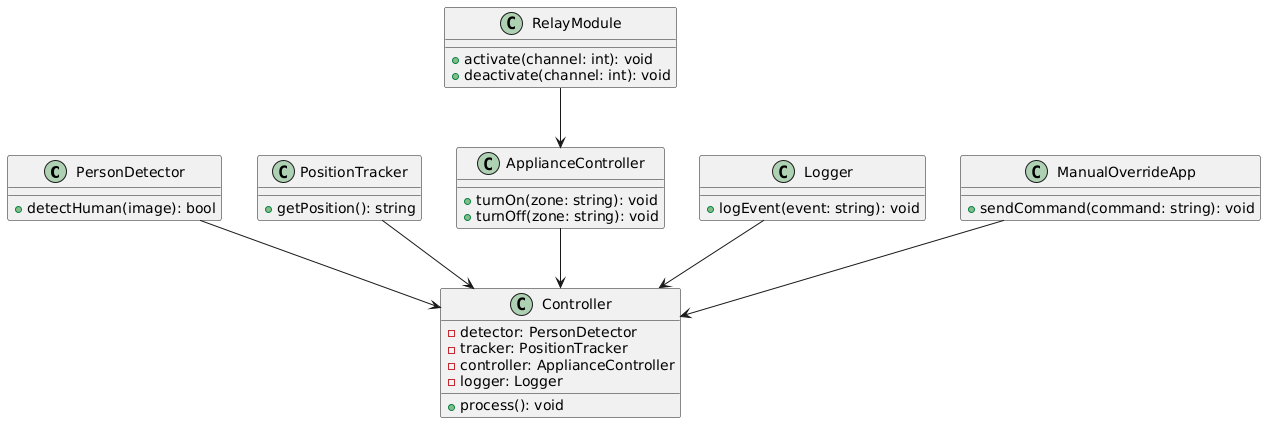 C RelayModule
activate(channel: int): void
deactivate(channel: int): void
C PersonDetector
detectHuman(image): bool
C PositionTracker
getPosition(): string
C ApplianceController
turnOn(zone: string): void
turnOff(zone: string): void
C Logger
logEvent(event: string): void
C ManualOverrideApp
sendCommand(command: string): void
C Controller
detector: PersonDetector
tracker: PositionTracker
controller: ApplianceController
logger: Logger
process(): void